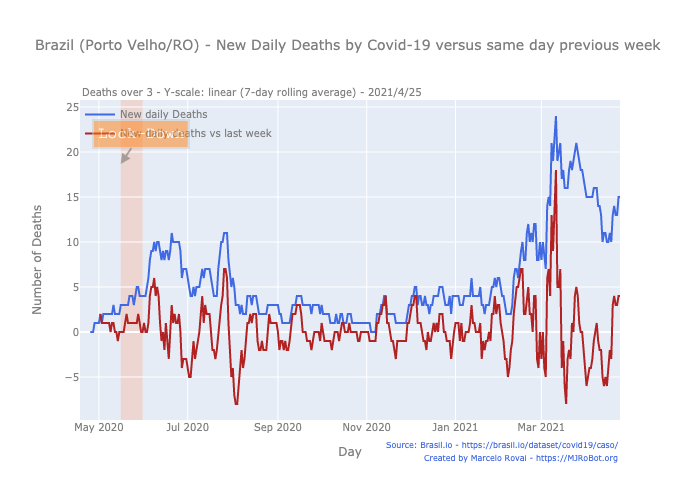 Brazil (Porto Velho/RO) - New Daily Deaths by Covid-19 versus same day previous week
Deaths over 3 - Y-scale: linear (7-day rolling average) - 2021/4/25
New daily Deaths
New daily deaths vs last week
Lock-Down
Number of Deaths
25
20
15
10
5
0
−5
May 2020
Jul 2020
Sep 2020
Nov 2020
Jan 2021
Mar 2021
Day
Source: Brasil.io - https://brasil.io/dataset/covid19/caso/
Created by Marcelo Rovai - https://MJRoBot.org